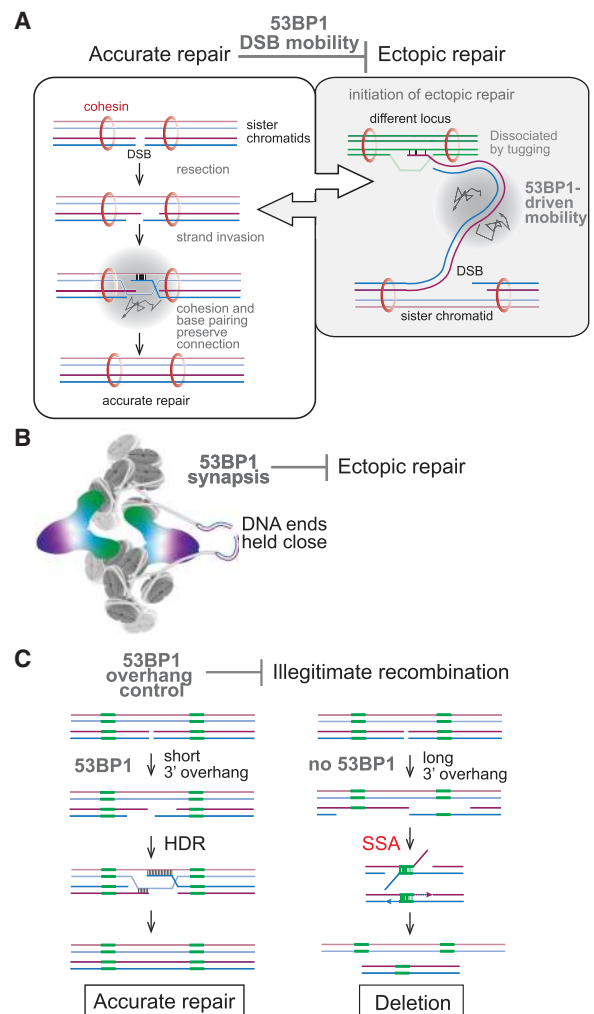 A
53BP1
DSB mobility
Accurate repair
Ectopic repair
cohesin
sister
chromatids
DSB
resection
strand invasion
cohesion and
base pairing
preserve
connection
accurate repair
initiation of ectopic repair
different locus
Dissociated
by tugging
53BP1-
driven
mobility
DSB
sister chromatid
B
53BP1
synapsis
Ectopic repair
DNA ends
held close
C
53BP1
overhang
control
Illegitimate recombination
53BP1
short
3' overhang
HDR
Accurate repair
no 53BP1
long
3' overhang
SSA
Deletion